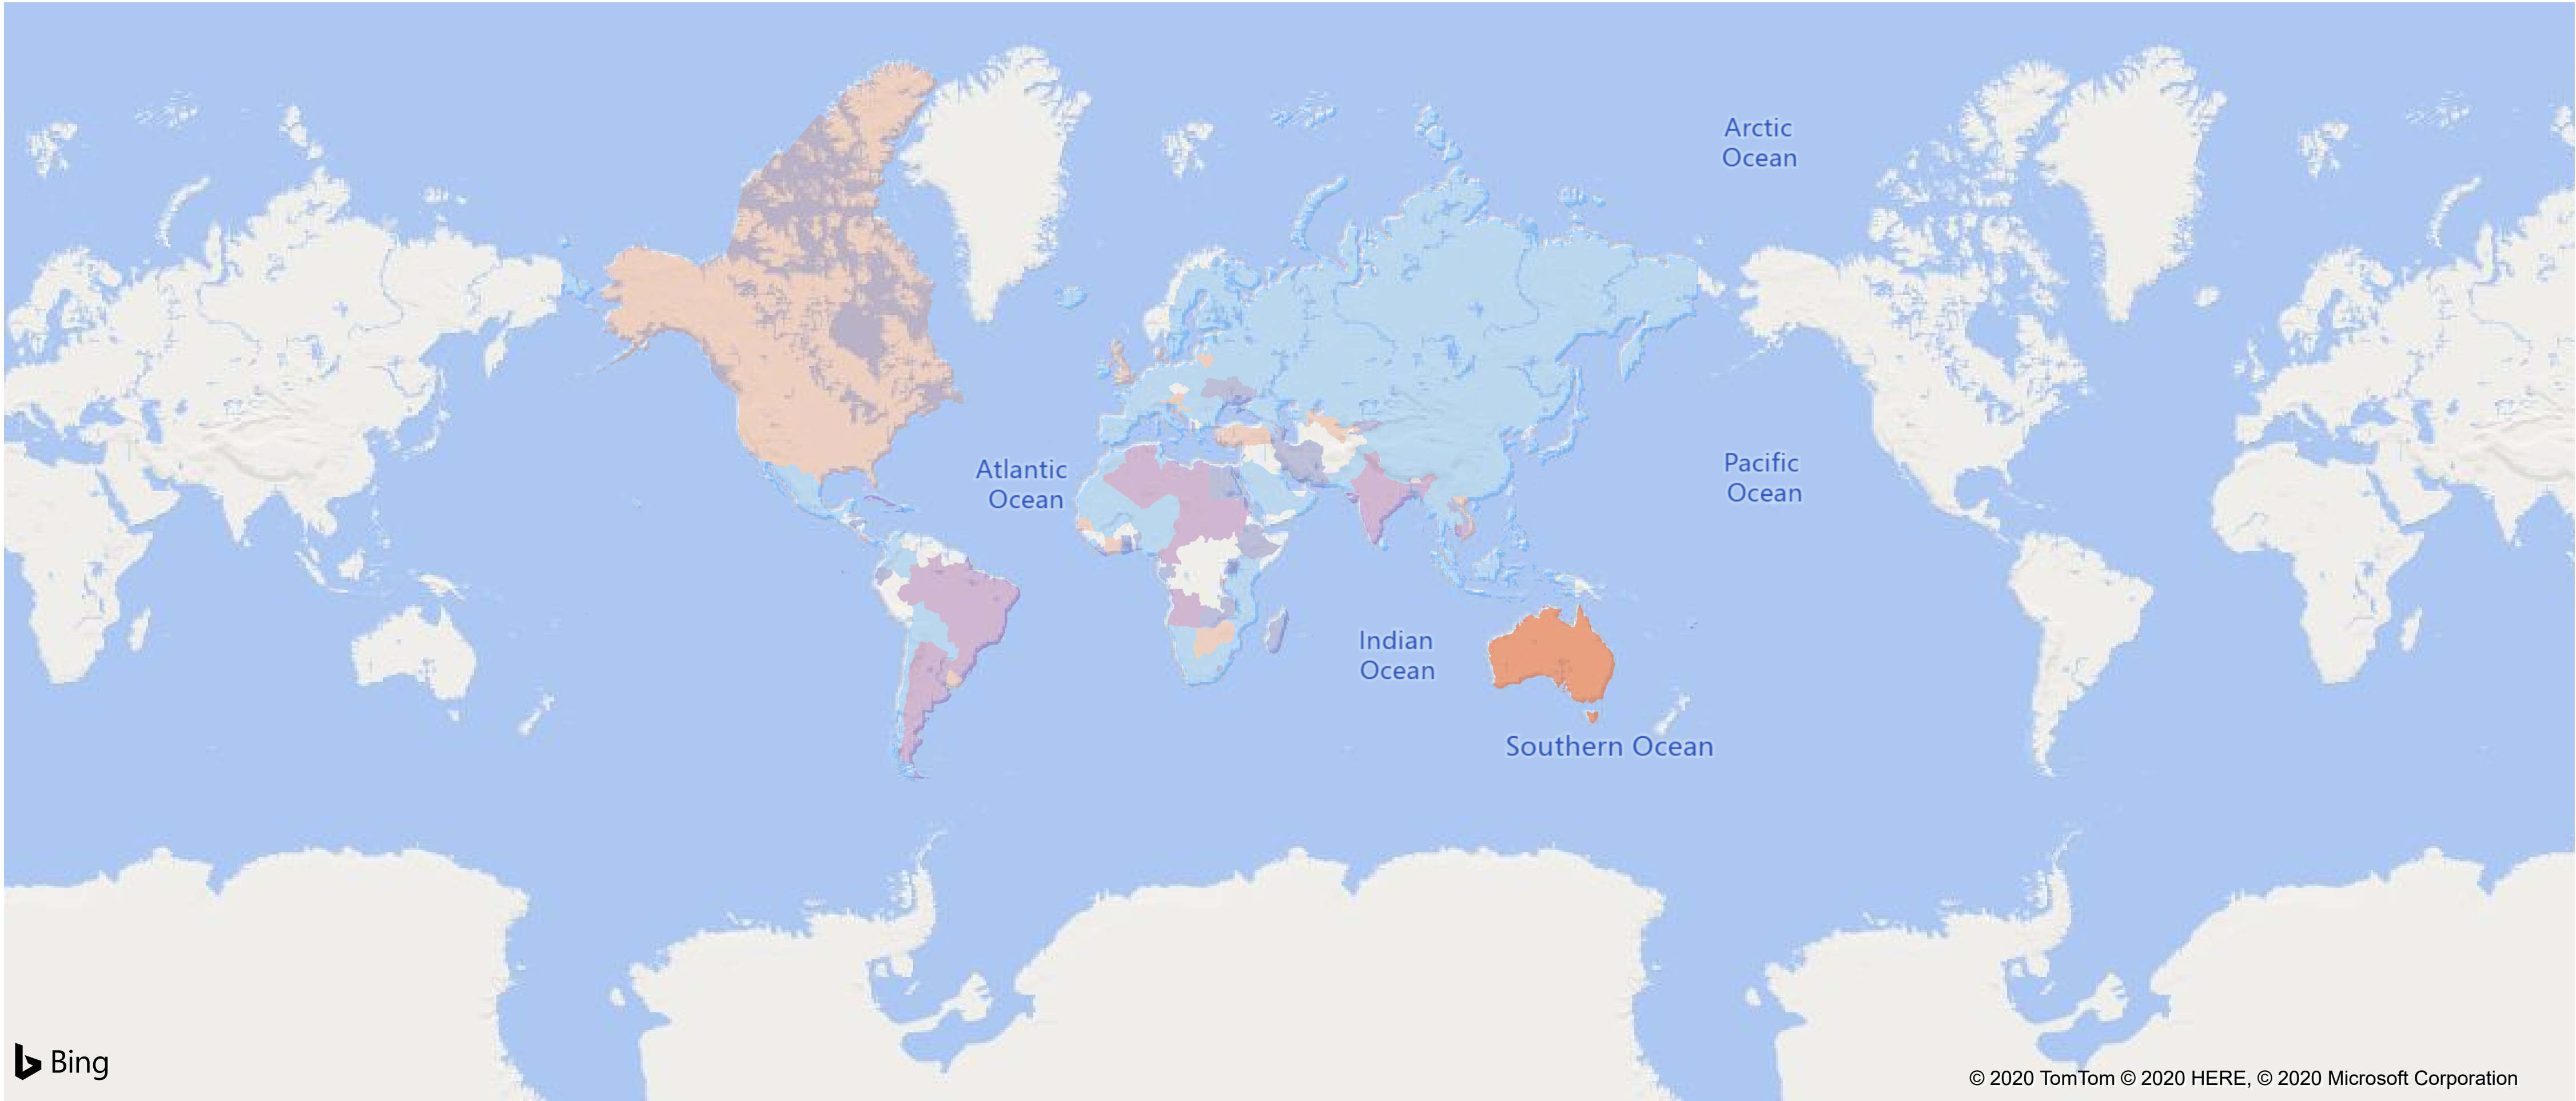 Arctic
Ocean
Pacific
Ocean
Atlantic
Ocean
Indian
Ocean
Southern Ocean
Bing
© 2020 TomTom © 2020 HERE, © 2020 Microsoft Corporation